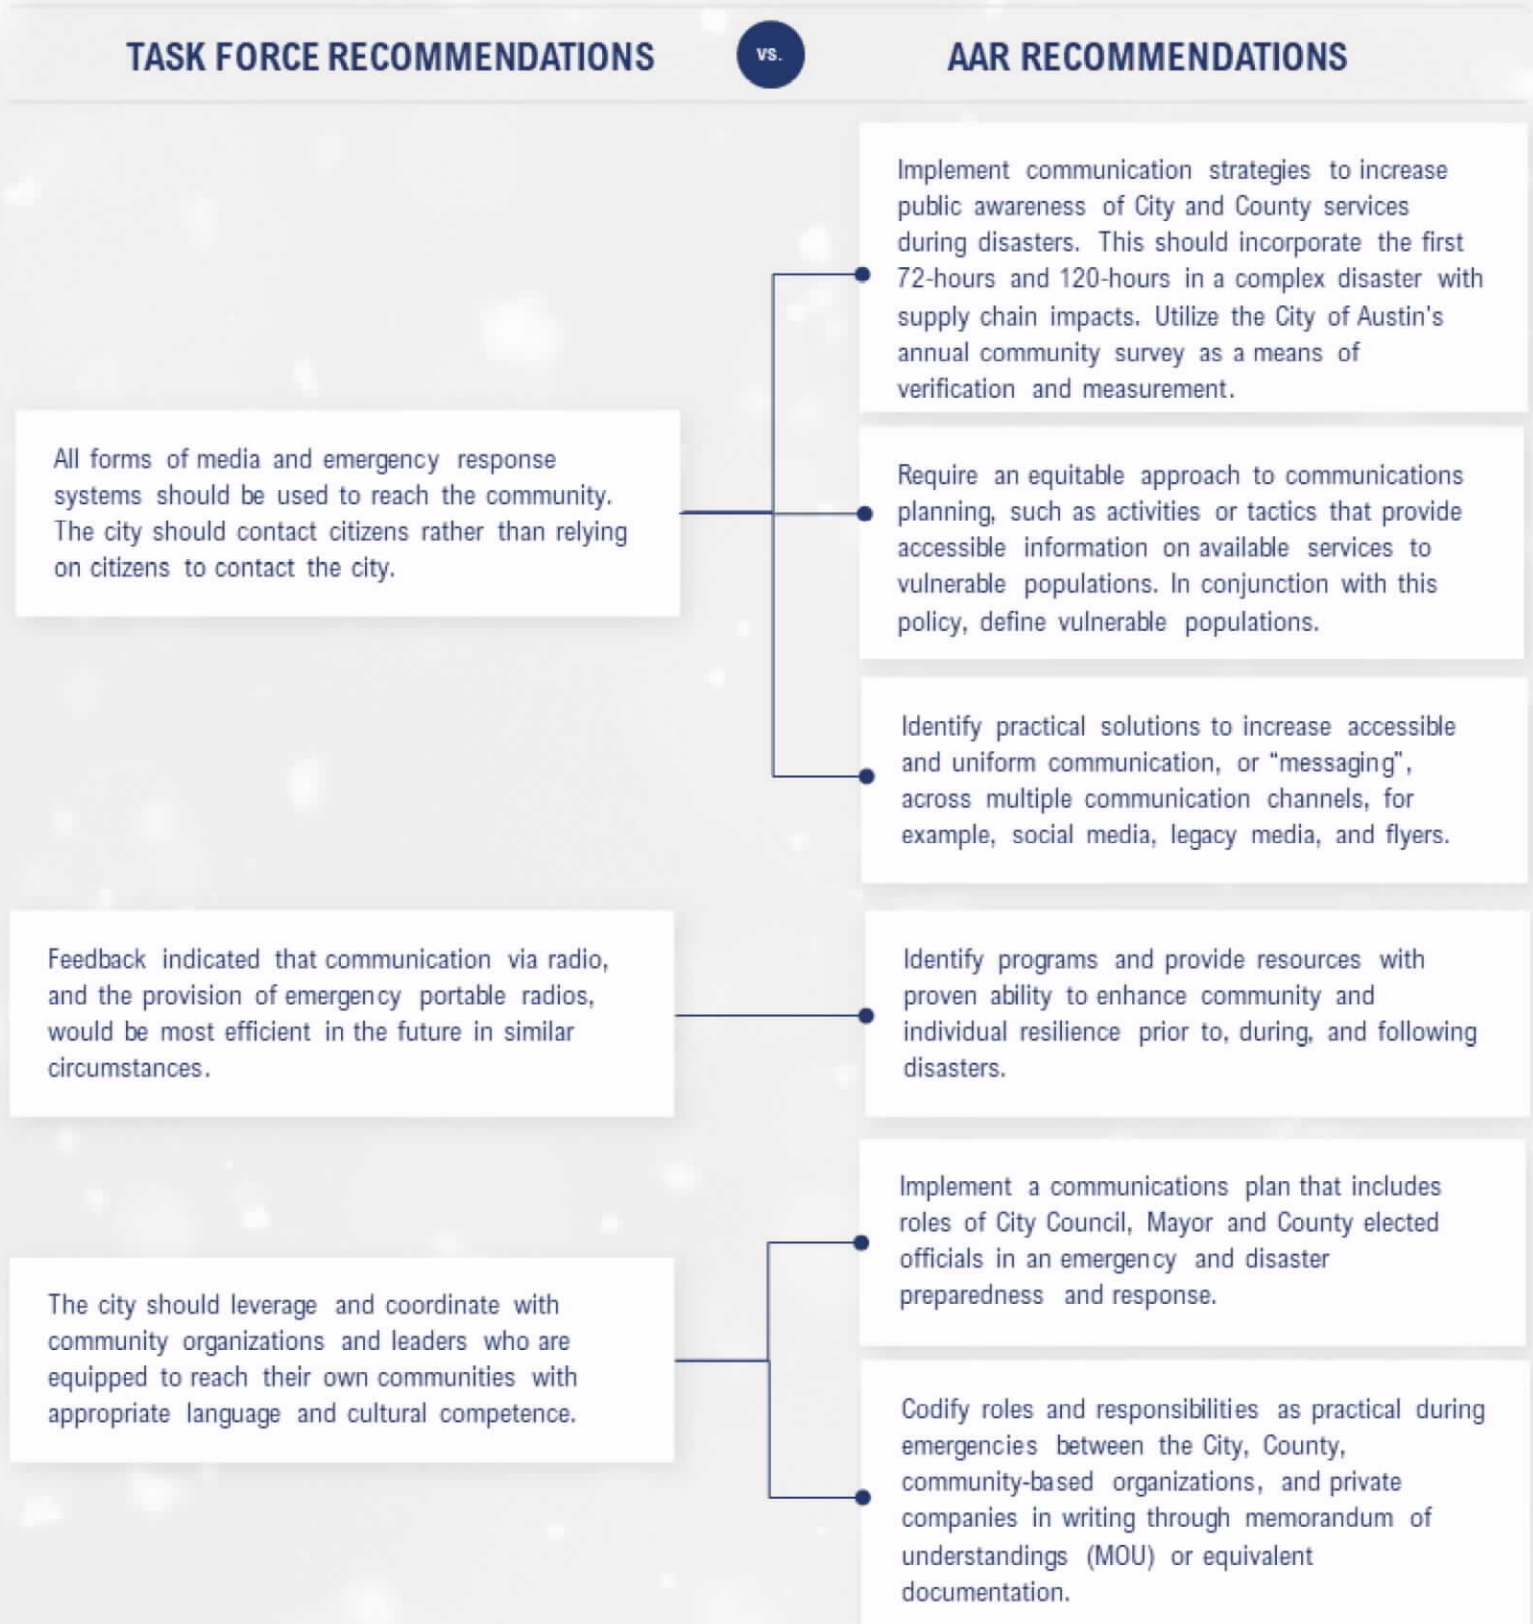 TASK FORCE RECOMMENDATIONS
vs.
AAR RECOMMENDATIONS
All forms of media and emergency response
systems should be used to reach the community.
The city should contact citizens rather than relying
on citizens to contact the city.
Implement communication strategies to increase
public awareness of City and County services
during disasters. This should incorporate the first
72-hours and 120-hours in a complex disaster with
supply chain impacts. Utilize the City of Austin's
annual community survey as a means of
verification and measurement.
Require an equitable approach to communications
planning, such as activities or tactics that provide
accessible information on available services to
vulnerable populations. In conjunction with this
policy, define vulnerable populations.
Identify practical solutions to increase accessible
and uniform communication, or “messaging”,
across multiple communication channels, for
example, social media, legacy media, and flyers.
Feedback indicated that communication via radio,
and the provision of emergency portable radios,
would be most efficient in the future in similar
circumstances.
Identify programs and provide resources with
proven ability to enhance community and
individual resilience prior to, during, and following
disasters.
The city should leverage and coordinate with
community organizations and leaders who are
equipped to reach their own communities with
appropriate language and cultural competence.
Implement a communications plan that includes
roles of City Council, Mayor and County elected
officials in an emergency and disaster
preparedness and response.
Codify roles and responsibilities as practical during
emergencies between the City, County,
community-based organizations, and private
companies in writing through memorandum of
understandings (MOU) or equivalent
documentation.